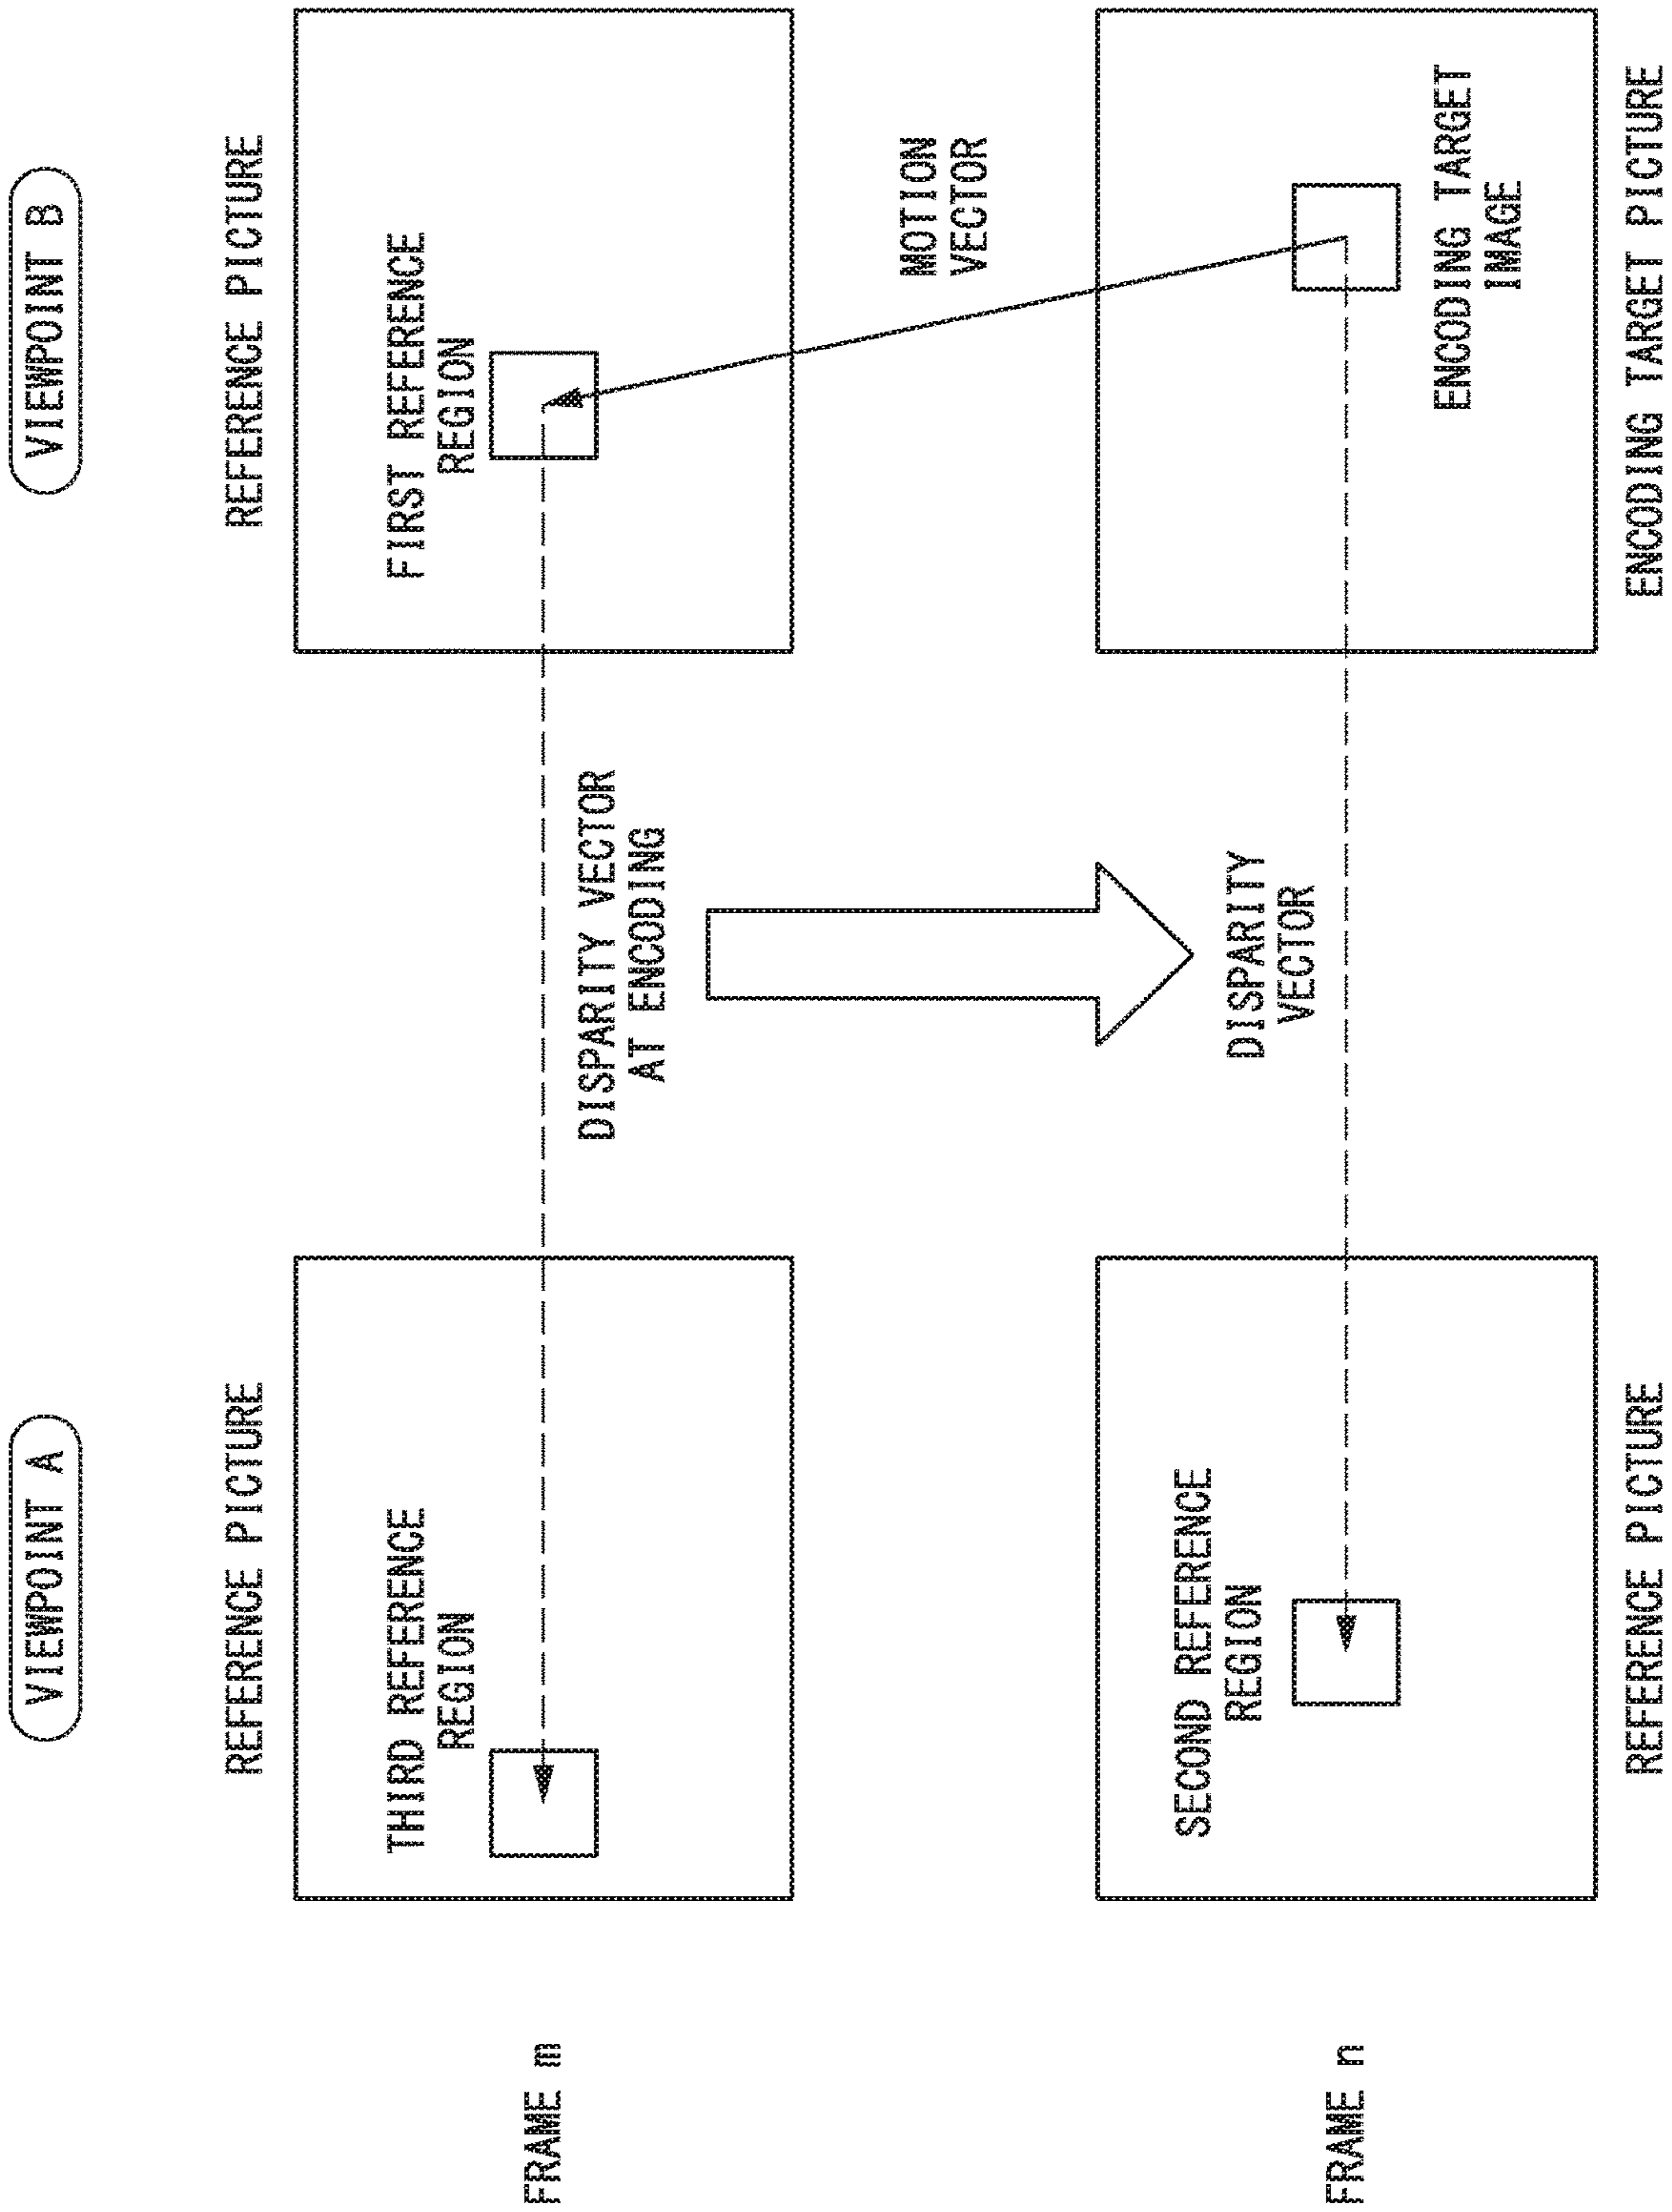 VIEWPOINT A
VIEWPOINT B
REFERENCE PICTURE
REFERENCE PICTURE
FRAME m
THIRD REFERENCE
REGION
FIRST REFERENCE
REGION
DISPARITY VECTOR
AT ENCODING
MOTION
VECTOR
FRAME n
SECOND REFERENCE
REGION
DISPARITY
VECTOR
ENCODING TARGET
IMAGE
REFERENCE PICTURE
ENCODING TARGET PICTURE